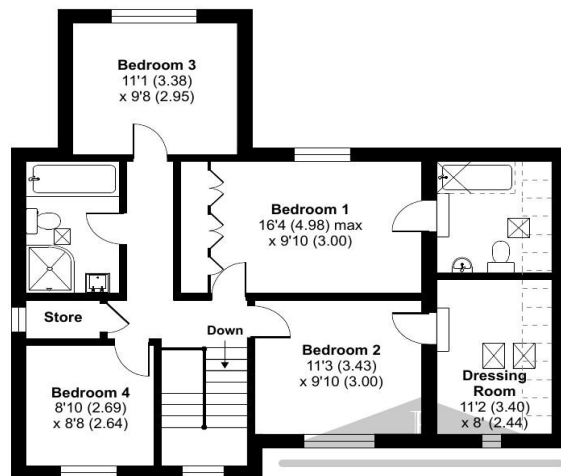 Bedroom 3
11'1 (3.38)
x 9'8 (2.95)
Bedroom 1
16'4 (4.98) max
x 9'10 (3.00)
Store
Down
Bedroom 2
11'3 (3.43)
x 9'10 (3.00)
Bedroom 4
8'10 (2.69)
x 8'8 (2.64)
Dressing
Room
11'2 (3.40)
x 8' (2.44)